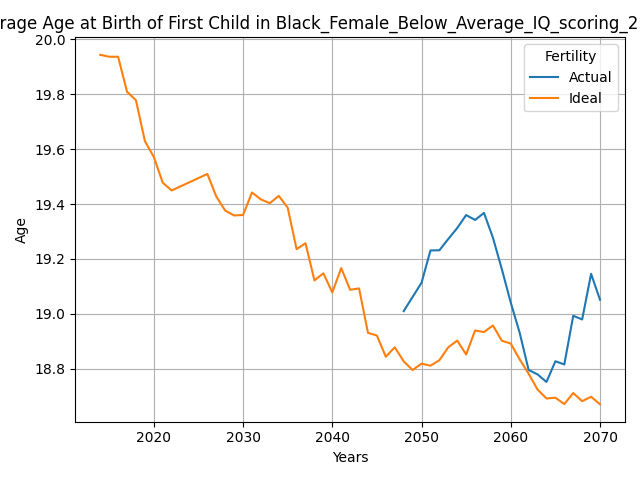 rage Age at Birth of First Child in Black_Female_Below_Average_IQ_scoring_2
20.0
19.8
19.6
19.4
19.2
19.0
18.8
Age
Fertility
Actual
Ideal
2020 2030 2040 2050 2060 2070
Years